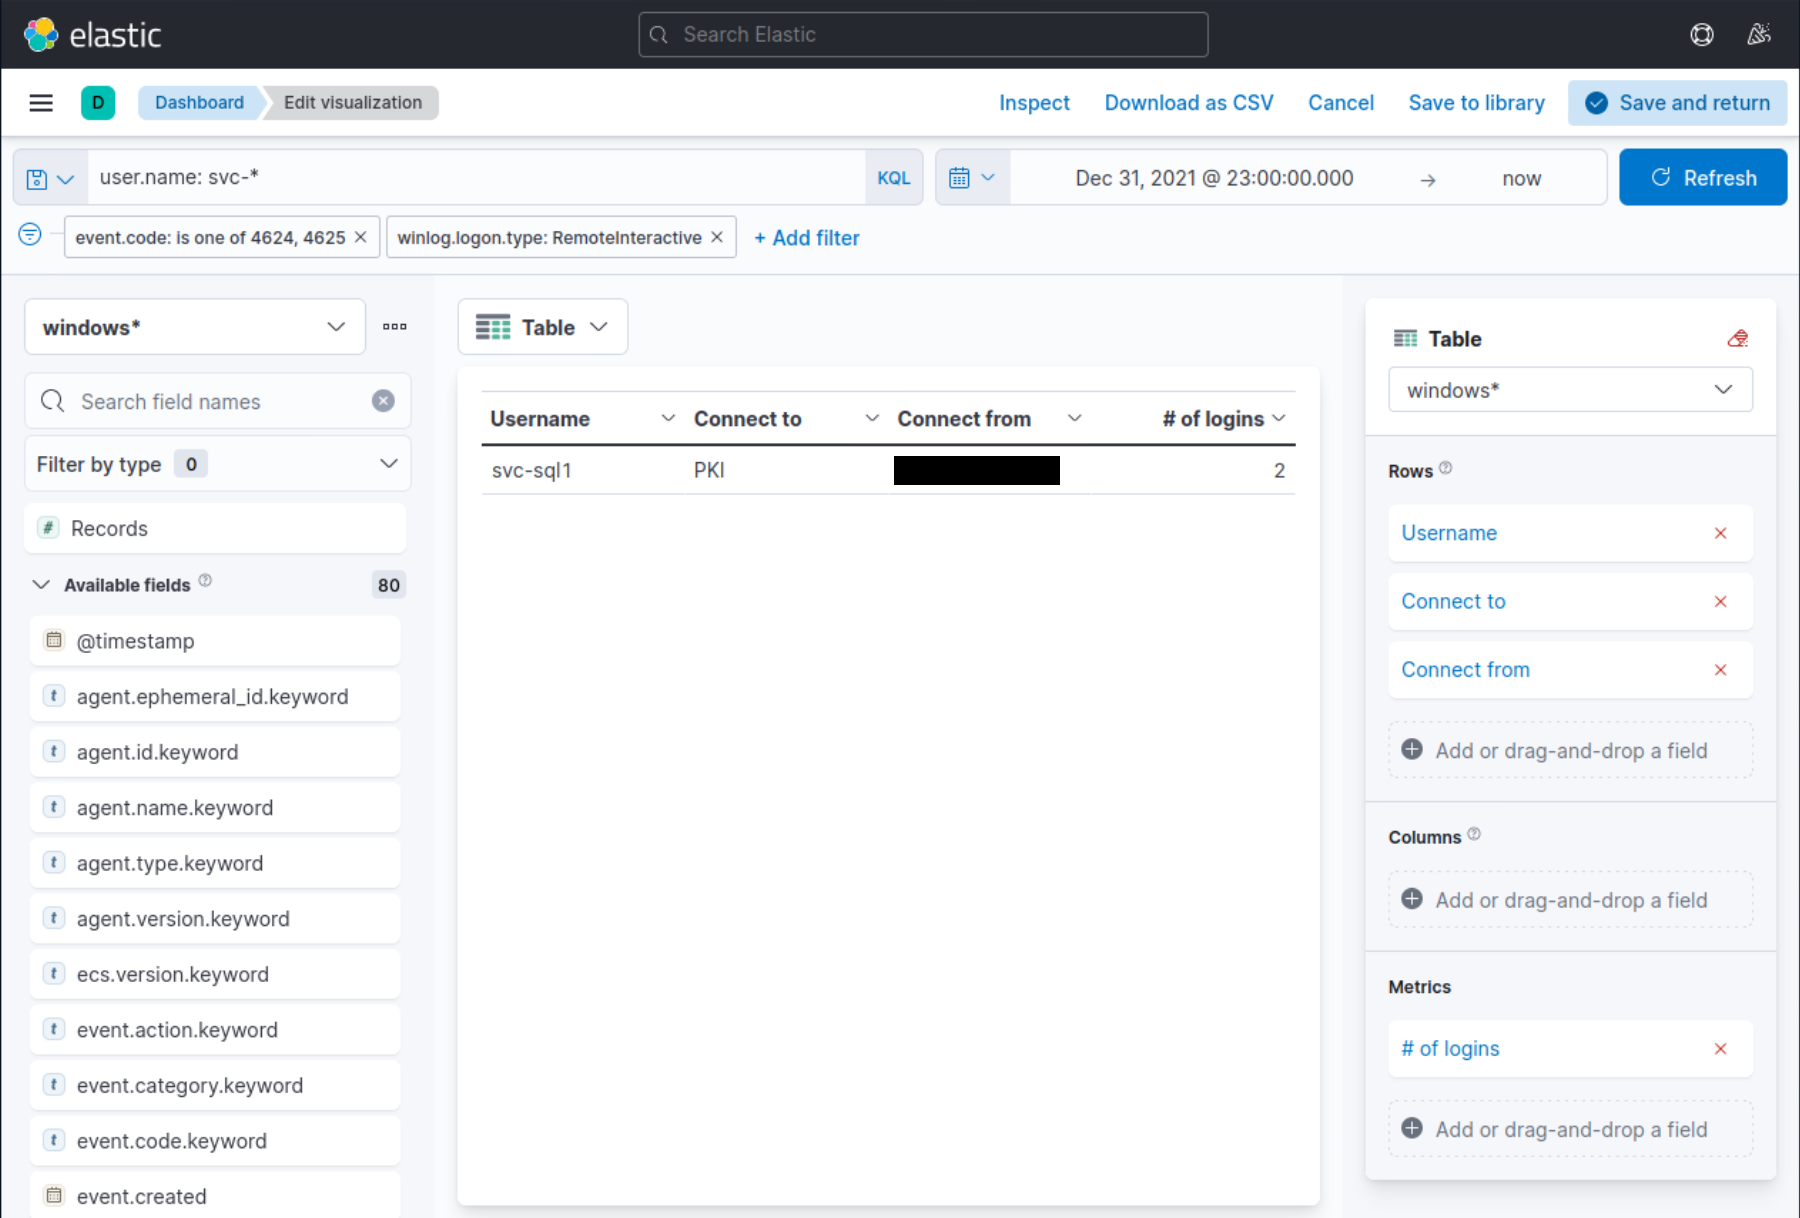 elastic
Search Elastic
D
Dashboard
Edit visualization
Inspect
Download as CSV
Cancel
Save to library
Save and return
user.name: svc-*
KQL
Dec 31, 2021 @ 23:00:00.000
→
now
Refresh
event.code: is one of 4624, 4625 ×
winlog.logon.type: RemoteInteractive ×
+ Add filter
windows*
Search field names
Filter by type 0
# Records
Available fields
80
@timestamp
t agent.ephemeral_id.keyword
t agent.id.keyword
t agent.name.keyword
t agent.type.keyword
t agent.version.keyword
t ecs.version.keyword
t event.action.keyword
t event.category.keyword
t event.code.keyword
event.created
Table
Username Connect to Connect from # of logins
svc-sql1 PKI 2
Table
windows*
Rows
Username
Connect to
Connect from
Add or drag-and-drop a field
Columns
Add or drag-and-drop a field
Metrics
# of logins
Add or drag-and-drop a field